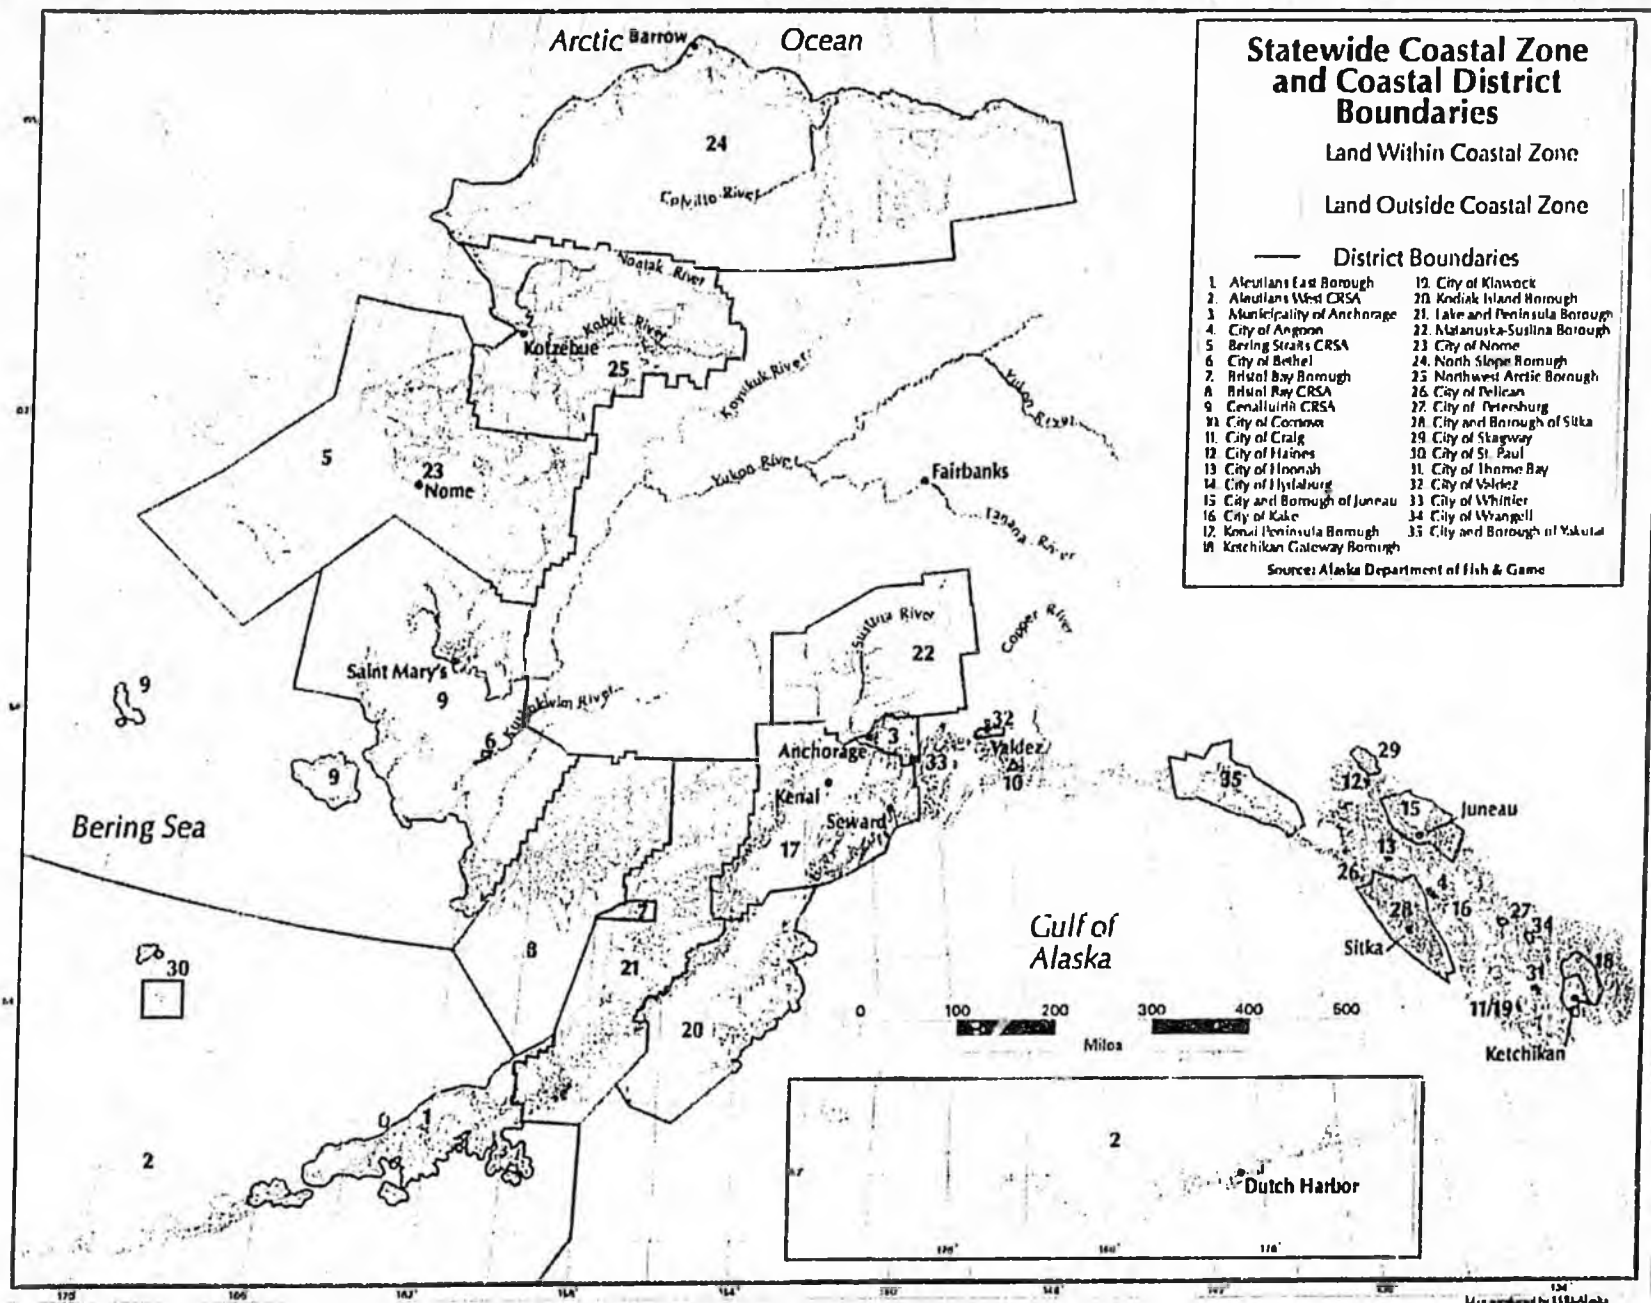 Arctic Ocean
Barrow
Statewide Coastal Zone
and Coastal District
Boundaries
Land Within Coastal Zone
Land Outside Coastal Zone
District Boundaries
1. Aleutians East Borough
2. Aleutians West CRSA
3. Municipality of Anchorage
4. City of Angoon
5 Bering Straits CRSA
6 City of Bethel
7. Bristol Bay Borough
8 Bristol Bay CRSA
9 Cenaliulriit CRSA
10. City of Cordova
11. City of Craig
12. City of Haines
13 City of Hoonah
14. City of Hydaburg
15 City and Borough of Juneau
16 City of Kake
17. Kenai Peninsula Borough
18 Ketchikan Gateway Borough
19. City of Klawock
20. Kodiak Island Borough
21. Lake and Peninsula Borough
22. Matanuska-Susitna Borough
23 City of Nome
24. North Slope Borough
25 Northwest Arctic Borough
26 City of Pelican
27. City of Petersburg
28. City and Borough of Sitka
29. City of Skagway
30. City of St. Paul
31. City of Thorne Bay
32 City of Valdez
33 City of Whittier
34 City of Wrangell
35 City and Borough of Yakutat
Source: Alaska Department of Fish & Game
24
Colville River
Noatak River
Kobuk River
Kotzebue
25
Koyukuk River
Yukon River
5
23
Nome
Yukon River
Fairbanks
Tanana River
Susitna River
22
Copper River
Saint Mary's
9
9
Kuskokwim River
6
32
Valdez
Anchorage
3
33
10
9
Kenai
Seward
17
35
29
12
15
Juneau
13
Bering Sea
26
4
16
28
27
34
Sitka
7
8
21
Gulf of
Alaska
30
18
31
11/19
Ketchikan
20
0 100 200 300 400 500
Miles
1
2
2
Dutch Harbor